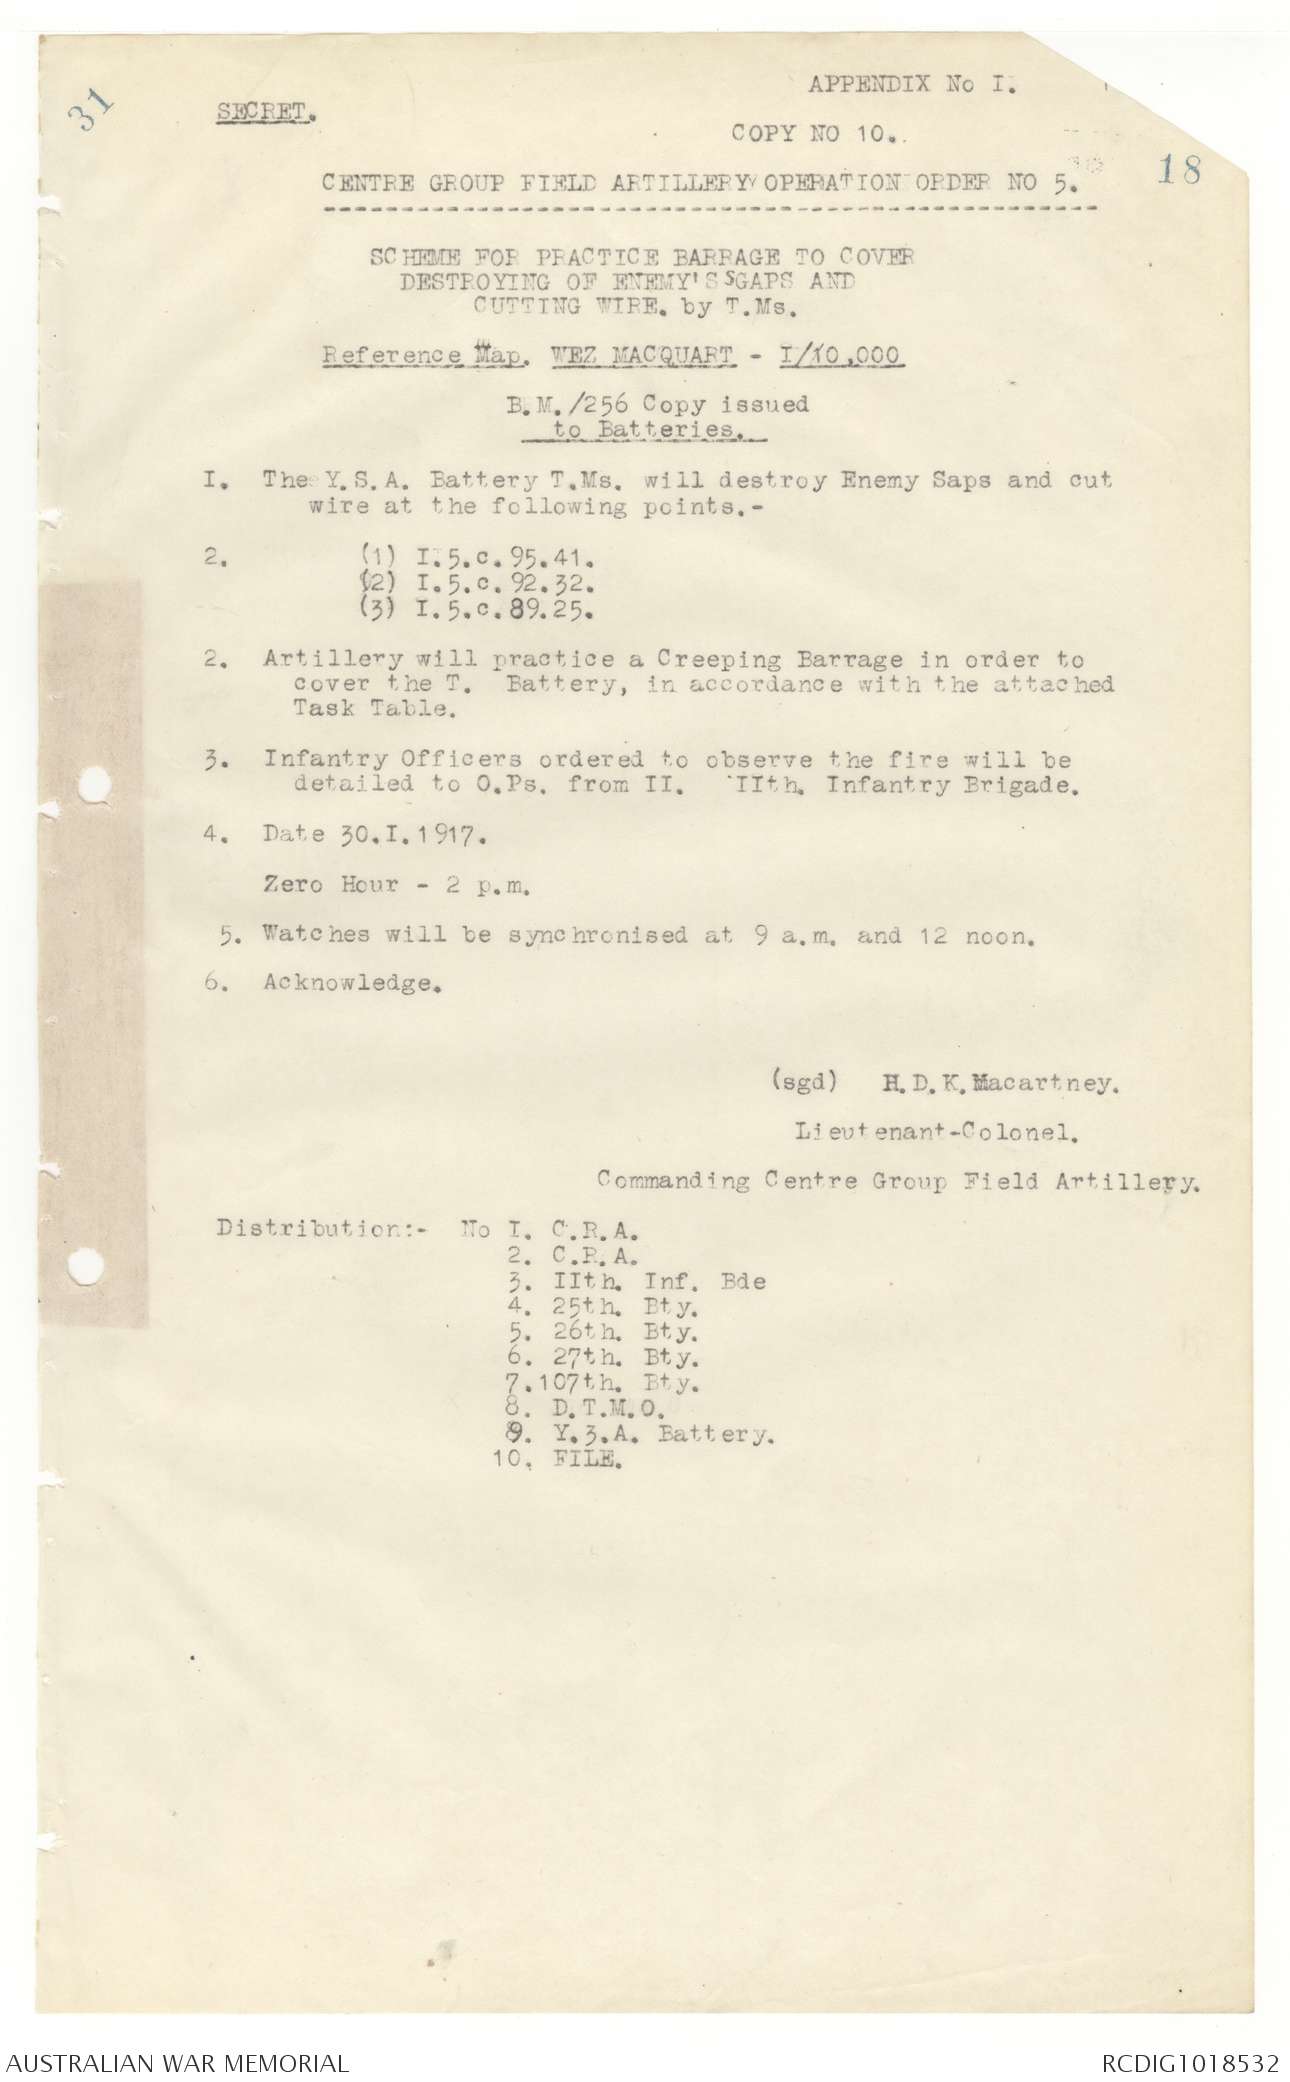 31
APPENDIX No I.
SECRET.
COPY NO 10.
18
CENTRE GROUP FIELD ARTILLERY OPERATION ORDER NO 5.
SCHEME FOR PRACTICE BARRAGE TO COVER
DESTROYING OF ENEMY'S SGAPS AND
CUTTING WIRE. by T.Ms.
Reference Map. WEZ MACQUART - I/10,000
B.M./256 Copy issued
to Batteries.
I. The Y.S.A. Battery T.Ms. will destroy Enemy Saps and cut
wire at the following points.-
2. (1) I.5.c.95.41.
(2) I.5.c.92.32.
(3) I.5.c.89.25.
2. Artillery will practice a Creeping Barrage in order to
cover the T. Battery, in accordance with the attached
Task Table.
3. Infantry Officers ordered to observe the fire will be
detailed to O.Ps. from II. IIth. Infantry Brigade.
4. Date 30.I.1917.
Zero Hour - 2 p.m.
5. Watches will be synchronised at 9 a.m. and 12 noon.
6. Acknowledge.
(sgd) H.D.K.Macartney.
Lieutenant-Colonel.
Commanding Centre Group Field Artillery.
Distribution:- No I. C.R.A.
2. C.R.A.
3. IIth. Inf. Bde
4. 25th. Bty.
5. 26th. Bty.
6. 27th. Bty.
7.107th. Bty.
8. D.T.M.O.
9. Y.3.A. Battery.
10. FILE.
AUSTRALIAN WAR MEMORIAL
RCDIG1018532